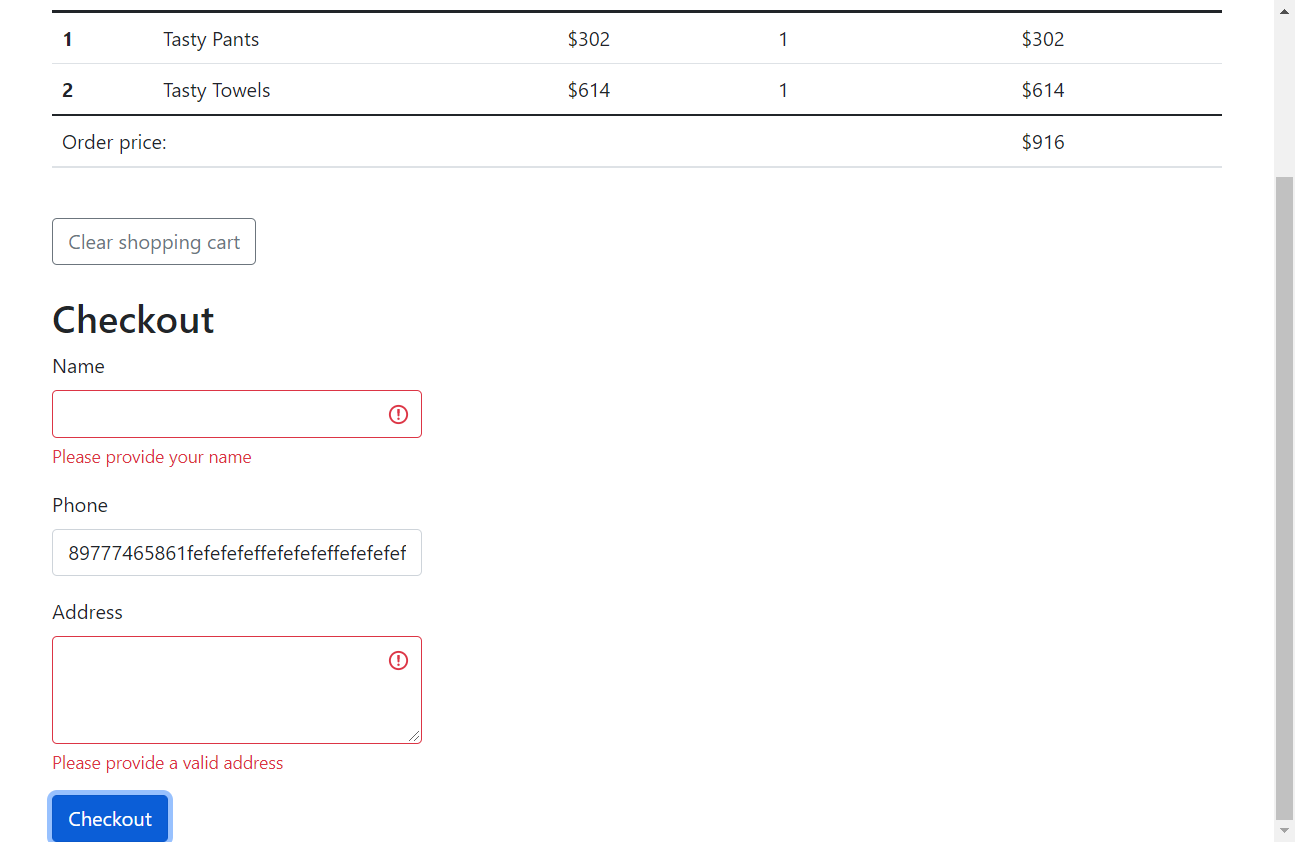 1 Tasty Pants $302 1 $302
2 Tasty Towels $614 1 $614
Order price: $916
Clear shopping cart
Checkout
Name
Please provide your name
Phone
89777465861fefefefeffefefefeffefefefef
Address
Please provide a valid address
Checkout